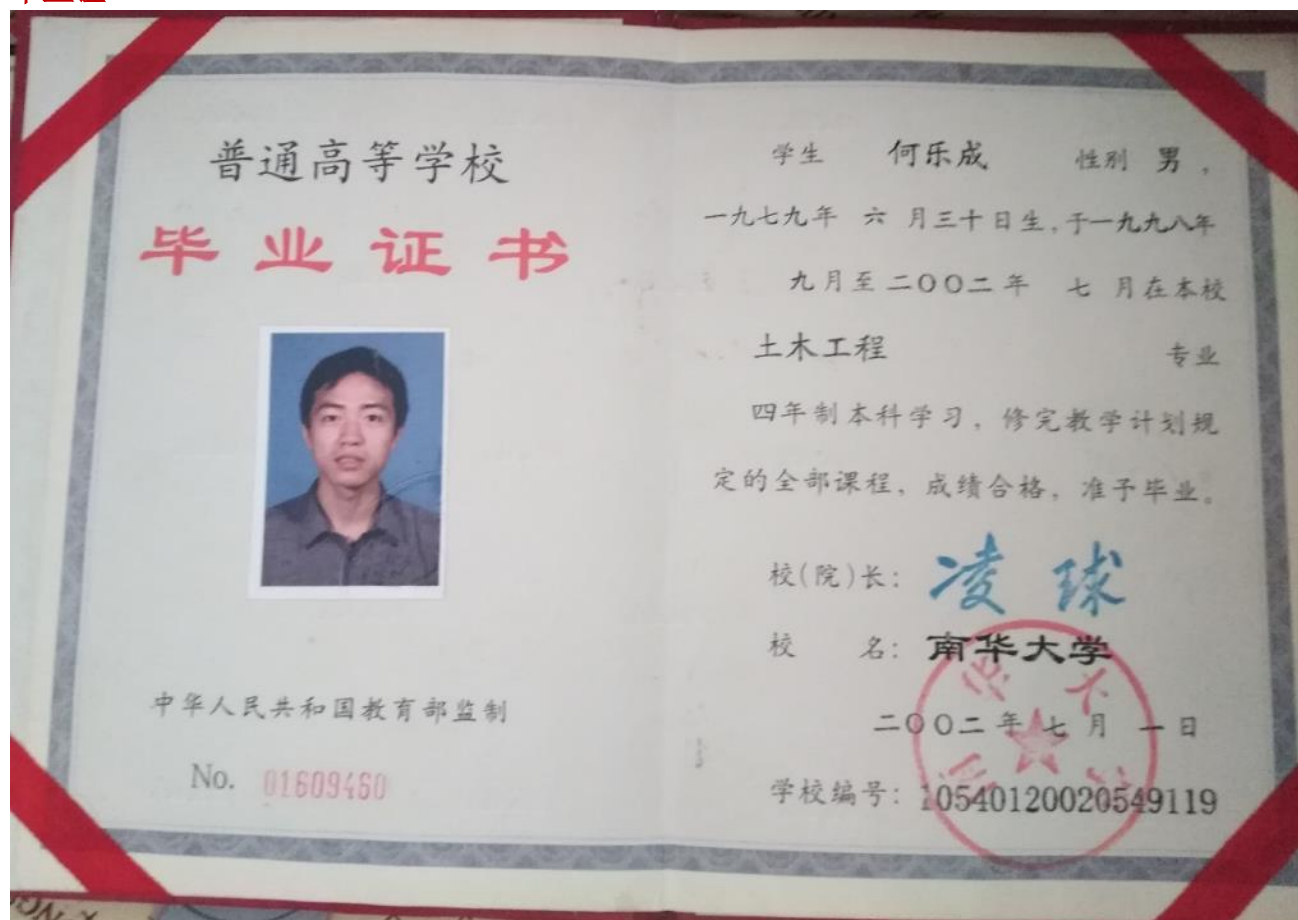 普通高等学校
毕业证书
中华人民共和国教育部监制
No. 01609460
学生 何乐成 性别 男，
一九七九年 六 月三十日生，于一九九八年
九月至二〇〇二年 七 月在本校
土木工程 专业
四年制本科学习，修完教学计划规
定的全部课程，成绩合格，准予毕业。
校(院)长： 凌球
校 名： 南华大学
二〇〇二年七月一日
学校编号： 10540120020549119